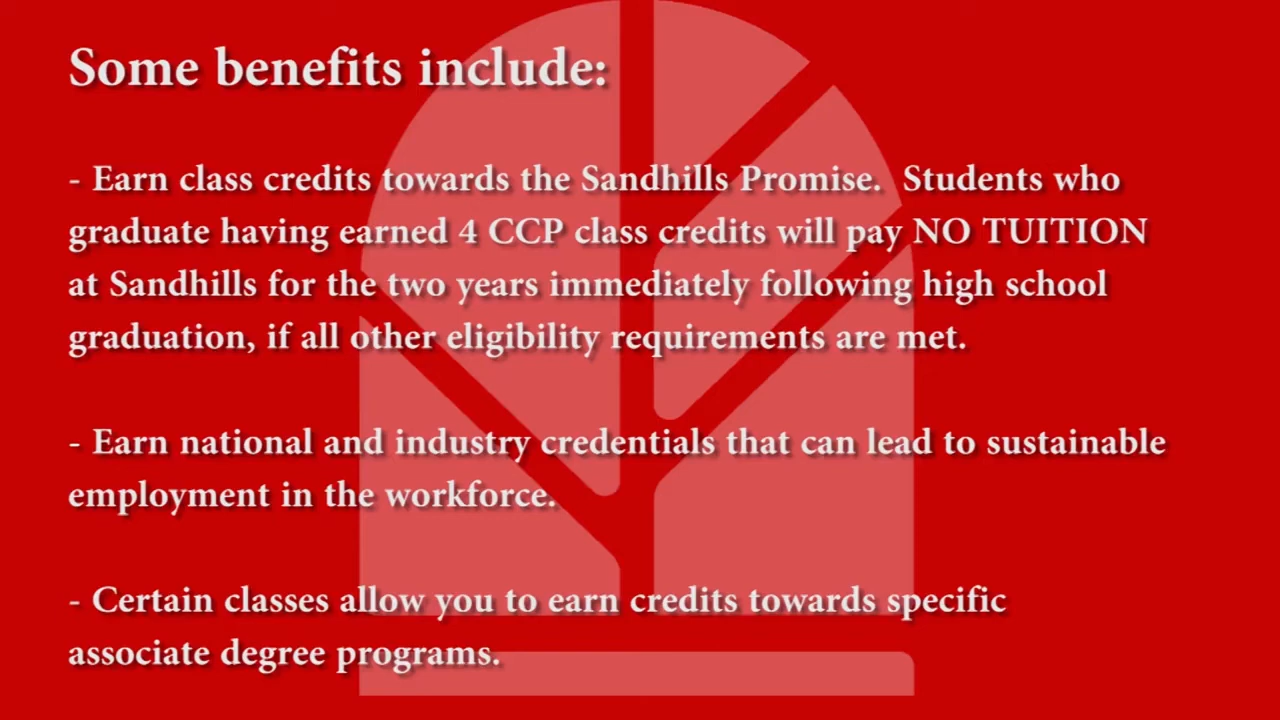 Some benefits include:
- Earn class credits towards the Sandhills Promise.  Students who
graduate having earned 4 CCP class credits will pay NO TUITION
at Sandhills for the two years immediately following high school
graduation, if all other eligibility requirements are met.
- Earn national and industry credentials that can lead to sustainable
employment in the workforce.
- Certain classes allow you to earn credits towards specific
associate degree programs.